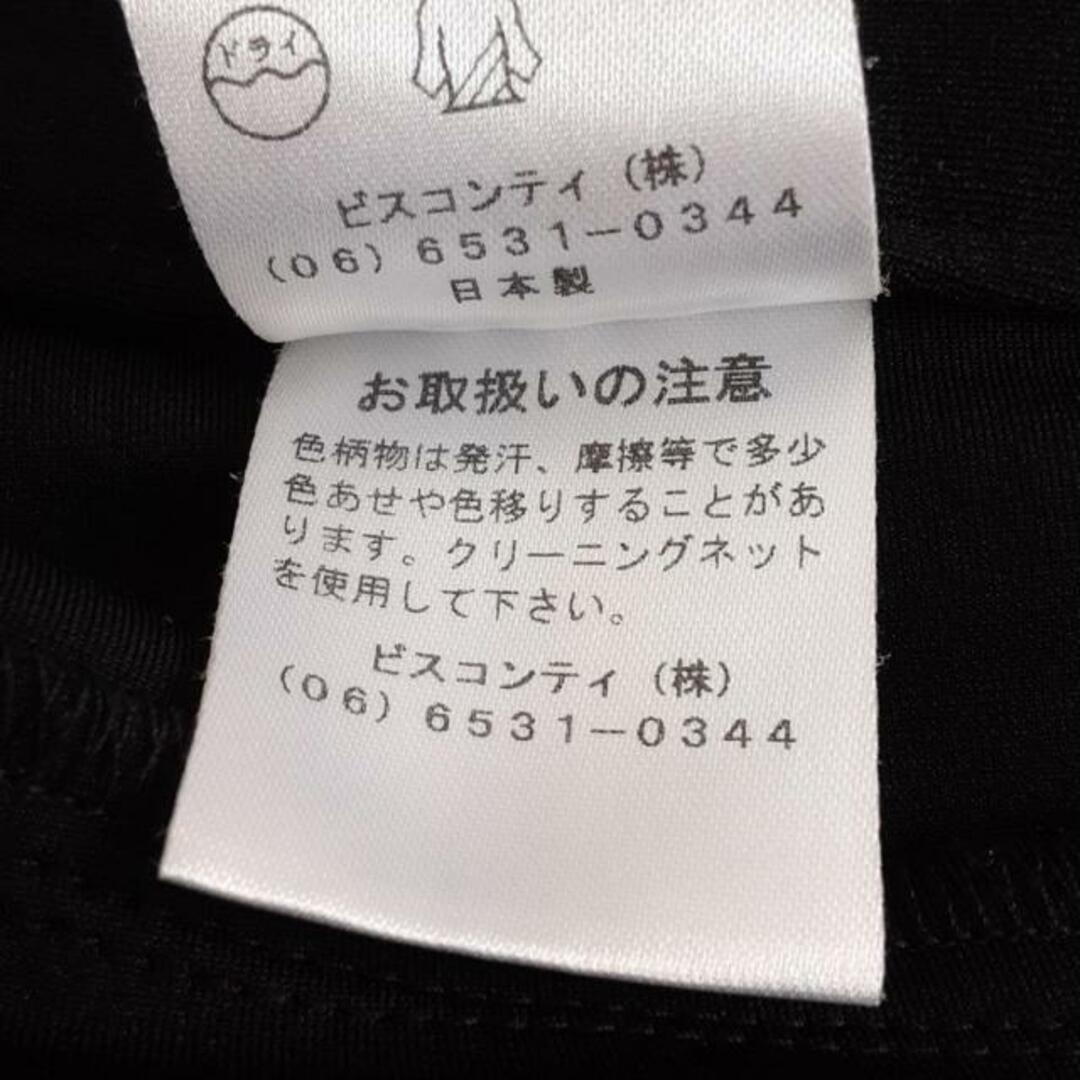 ドライ
ビスコンティ（株）
（０６）６５３１－０３４４
日本製
お取扱いの注意
色柄物は発汗、摩擦等で多少
色あせや色移りすることがあ
ります。クリーニングネット
を使用して下さい。
ビスコンティ（株）
（０６）６５３１－０３４４